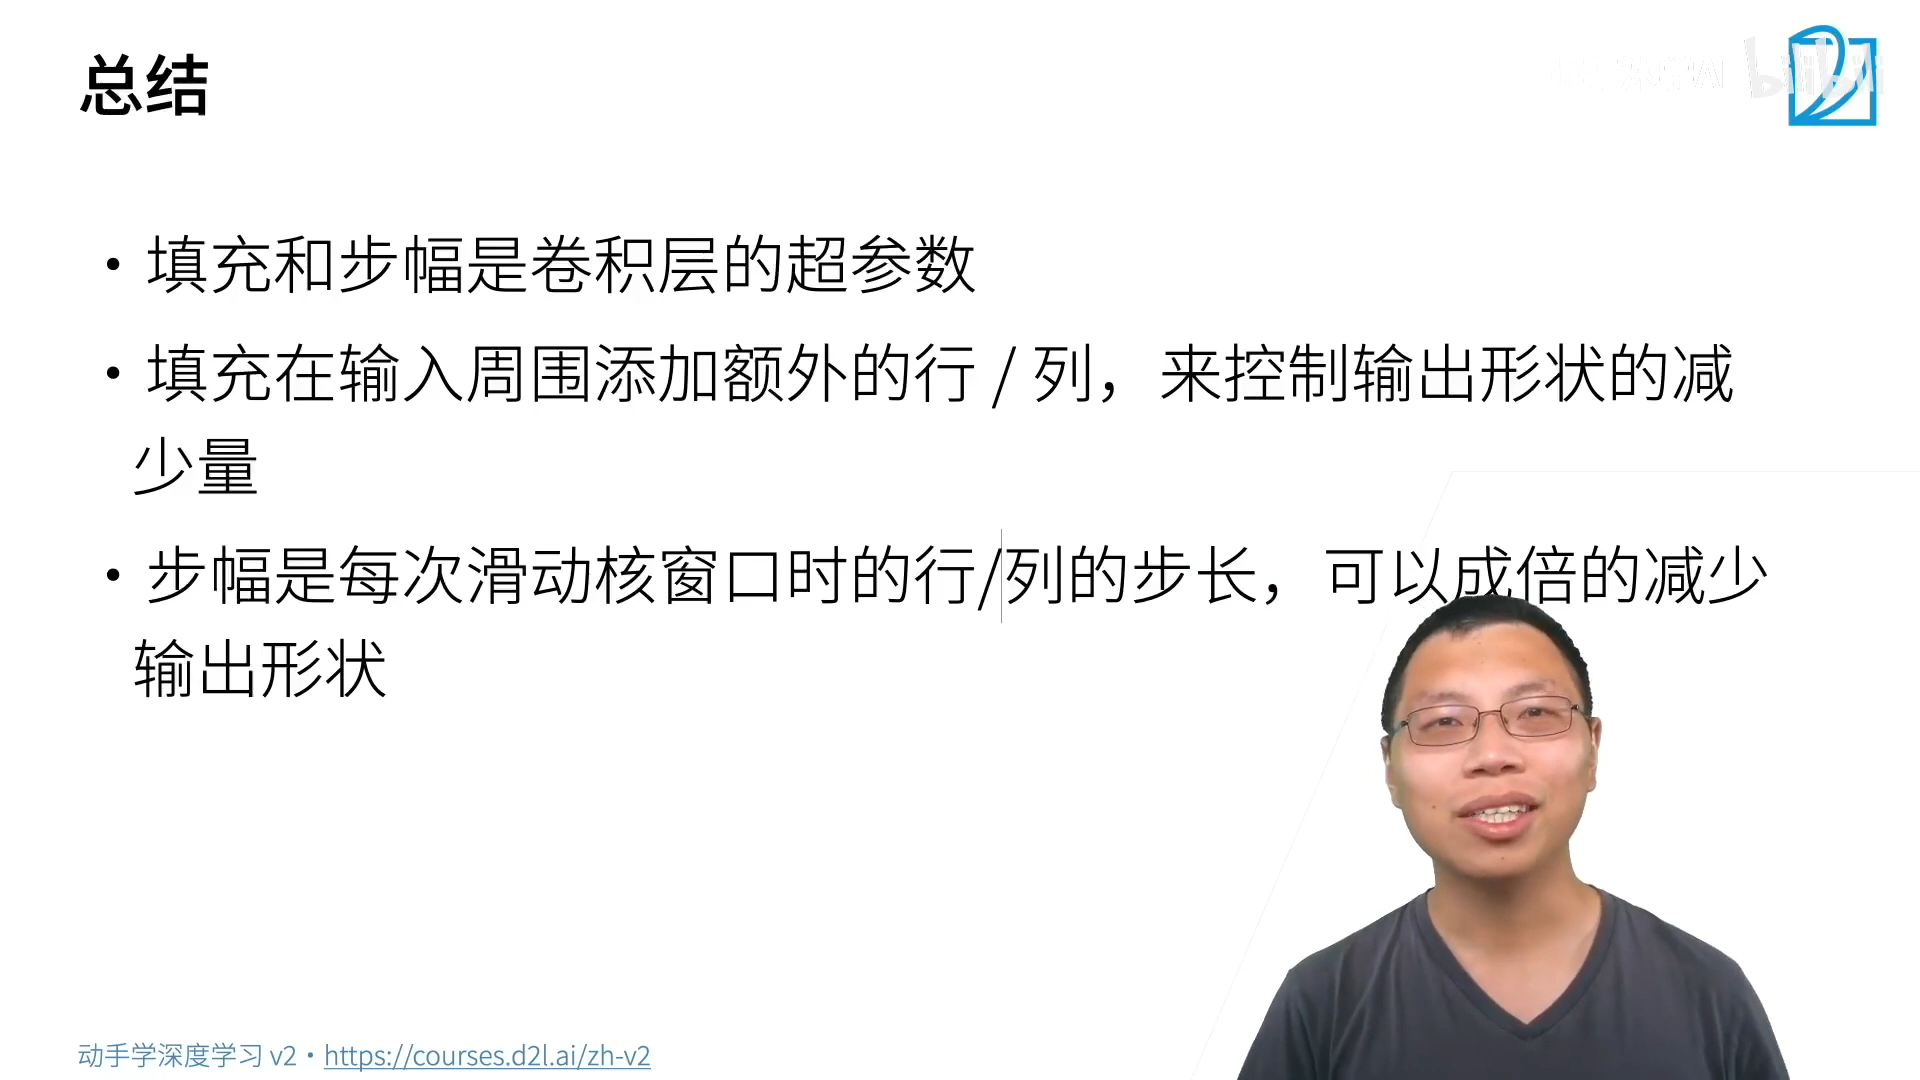 总结
• 填充和步幅是卷积层的超参数
• 填充在输入周围添加额外的行 / 列，来控制输出形状的减
少量
• 步幅是每次滑动核窗口时的行/列的步长，可以成倍的减少
输出形状
动手学深度学习 v2 • https://courses.d2l.ai/zh-v2
bilibili